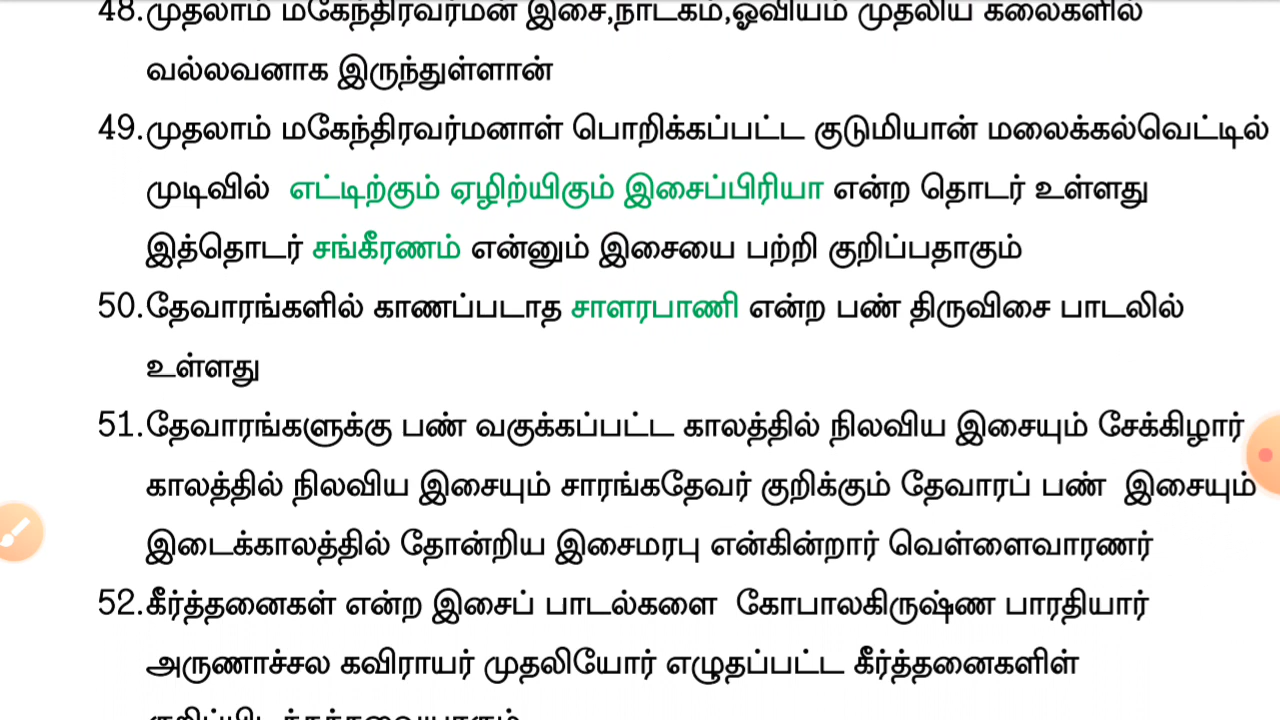 48.முதலாம் மகேந்திரவர்மன் இசை,நாடகம்,ஓவியம் முதலிய கலைகளில்
வல்லவனாக இருந்துள்ளான்
49.முதலாம் மகேந்திரவர்மனாள் பொறிக்கப்பட்ட குடுமியான் மலைக்கல்வெட்டில்
முடிவில் எட்டிற்கும் ஏழிற்யிகும் இசைப்பிரியா என்ற தொடர் உள்ளது
இத்தொடர் சங்கீரணம் என்னும் இசையை பற்றி குறிப்பதாகும்
50.தேவாரங்களில் காணப்படாத சாளரபாணி என்ற பண் திருவிசை பாடலில்
உள்ளது
51.தேவாரங்களுக்கு பண் வகுக்கப்பட்ட காலத்தில் நிலவிய இசையும் சேக்கிழார்
காலத்தில் நிலவிய இசையும் சாரங்கதேவர் குறிக்கும் தேவாரப் பண் இசையும்
இடைக்காலத்தில் தோன்றிய இசைமரபு என்கின்றார் வெள்ளைவாரணர்
52.கீர்த்தனைகள் என்ற இசைப் பாடல்களை கோபாலகிருஷ்ண பாரதியார்
அருணாச்சல கவிராயர் முதலியோர் எழுதப்பட்ட கீர்த்தனைகளிள்